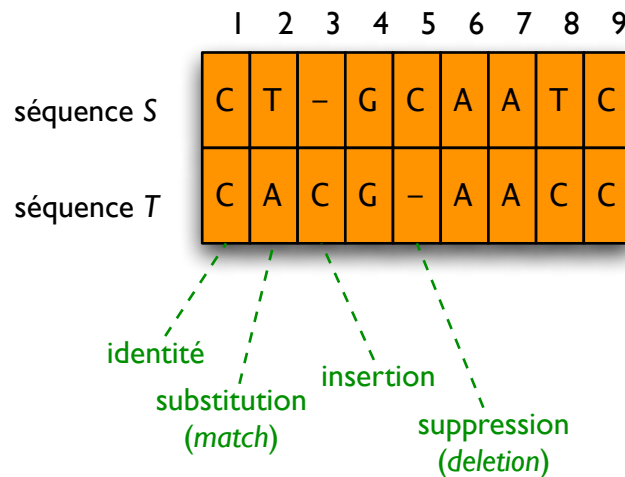 1 2 3 4 5 6 7 8 9
séquence S C T – G C A A T C
séquence T C A C G – A A C C
identité
insertion
substitution
(match)
suppression
(deletion)